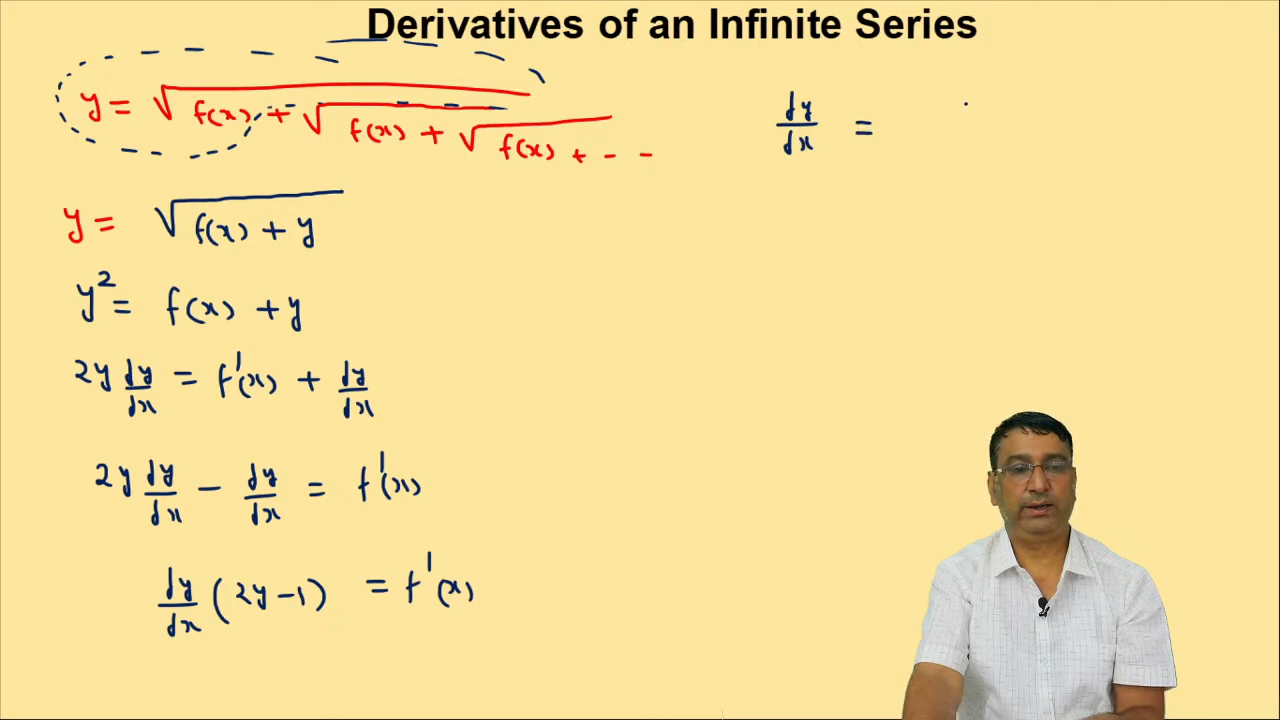 Derivatives of an Infinite Series
y = √(f(x) + √(f(x) + √(f(x) + - -
dy/dx =
y = √(f(x) + y)
y² = f(x) + y
2y dy/dx = f'(x) + dy/dx
2y dy/dx - dy/dx = f'(x)
dy/dx (2y - 1) = f'(x)